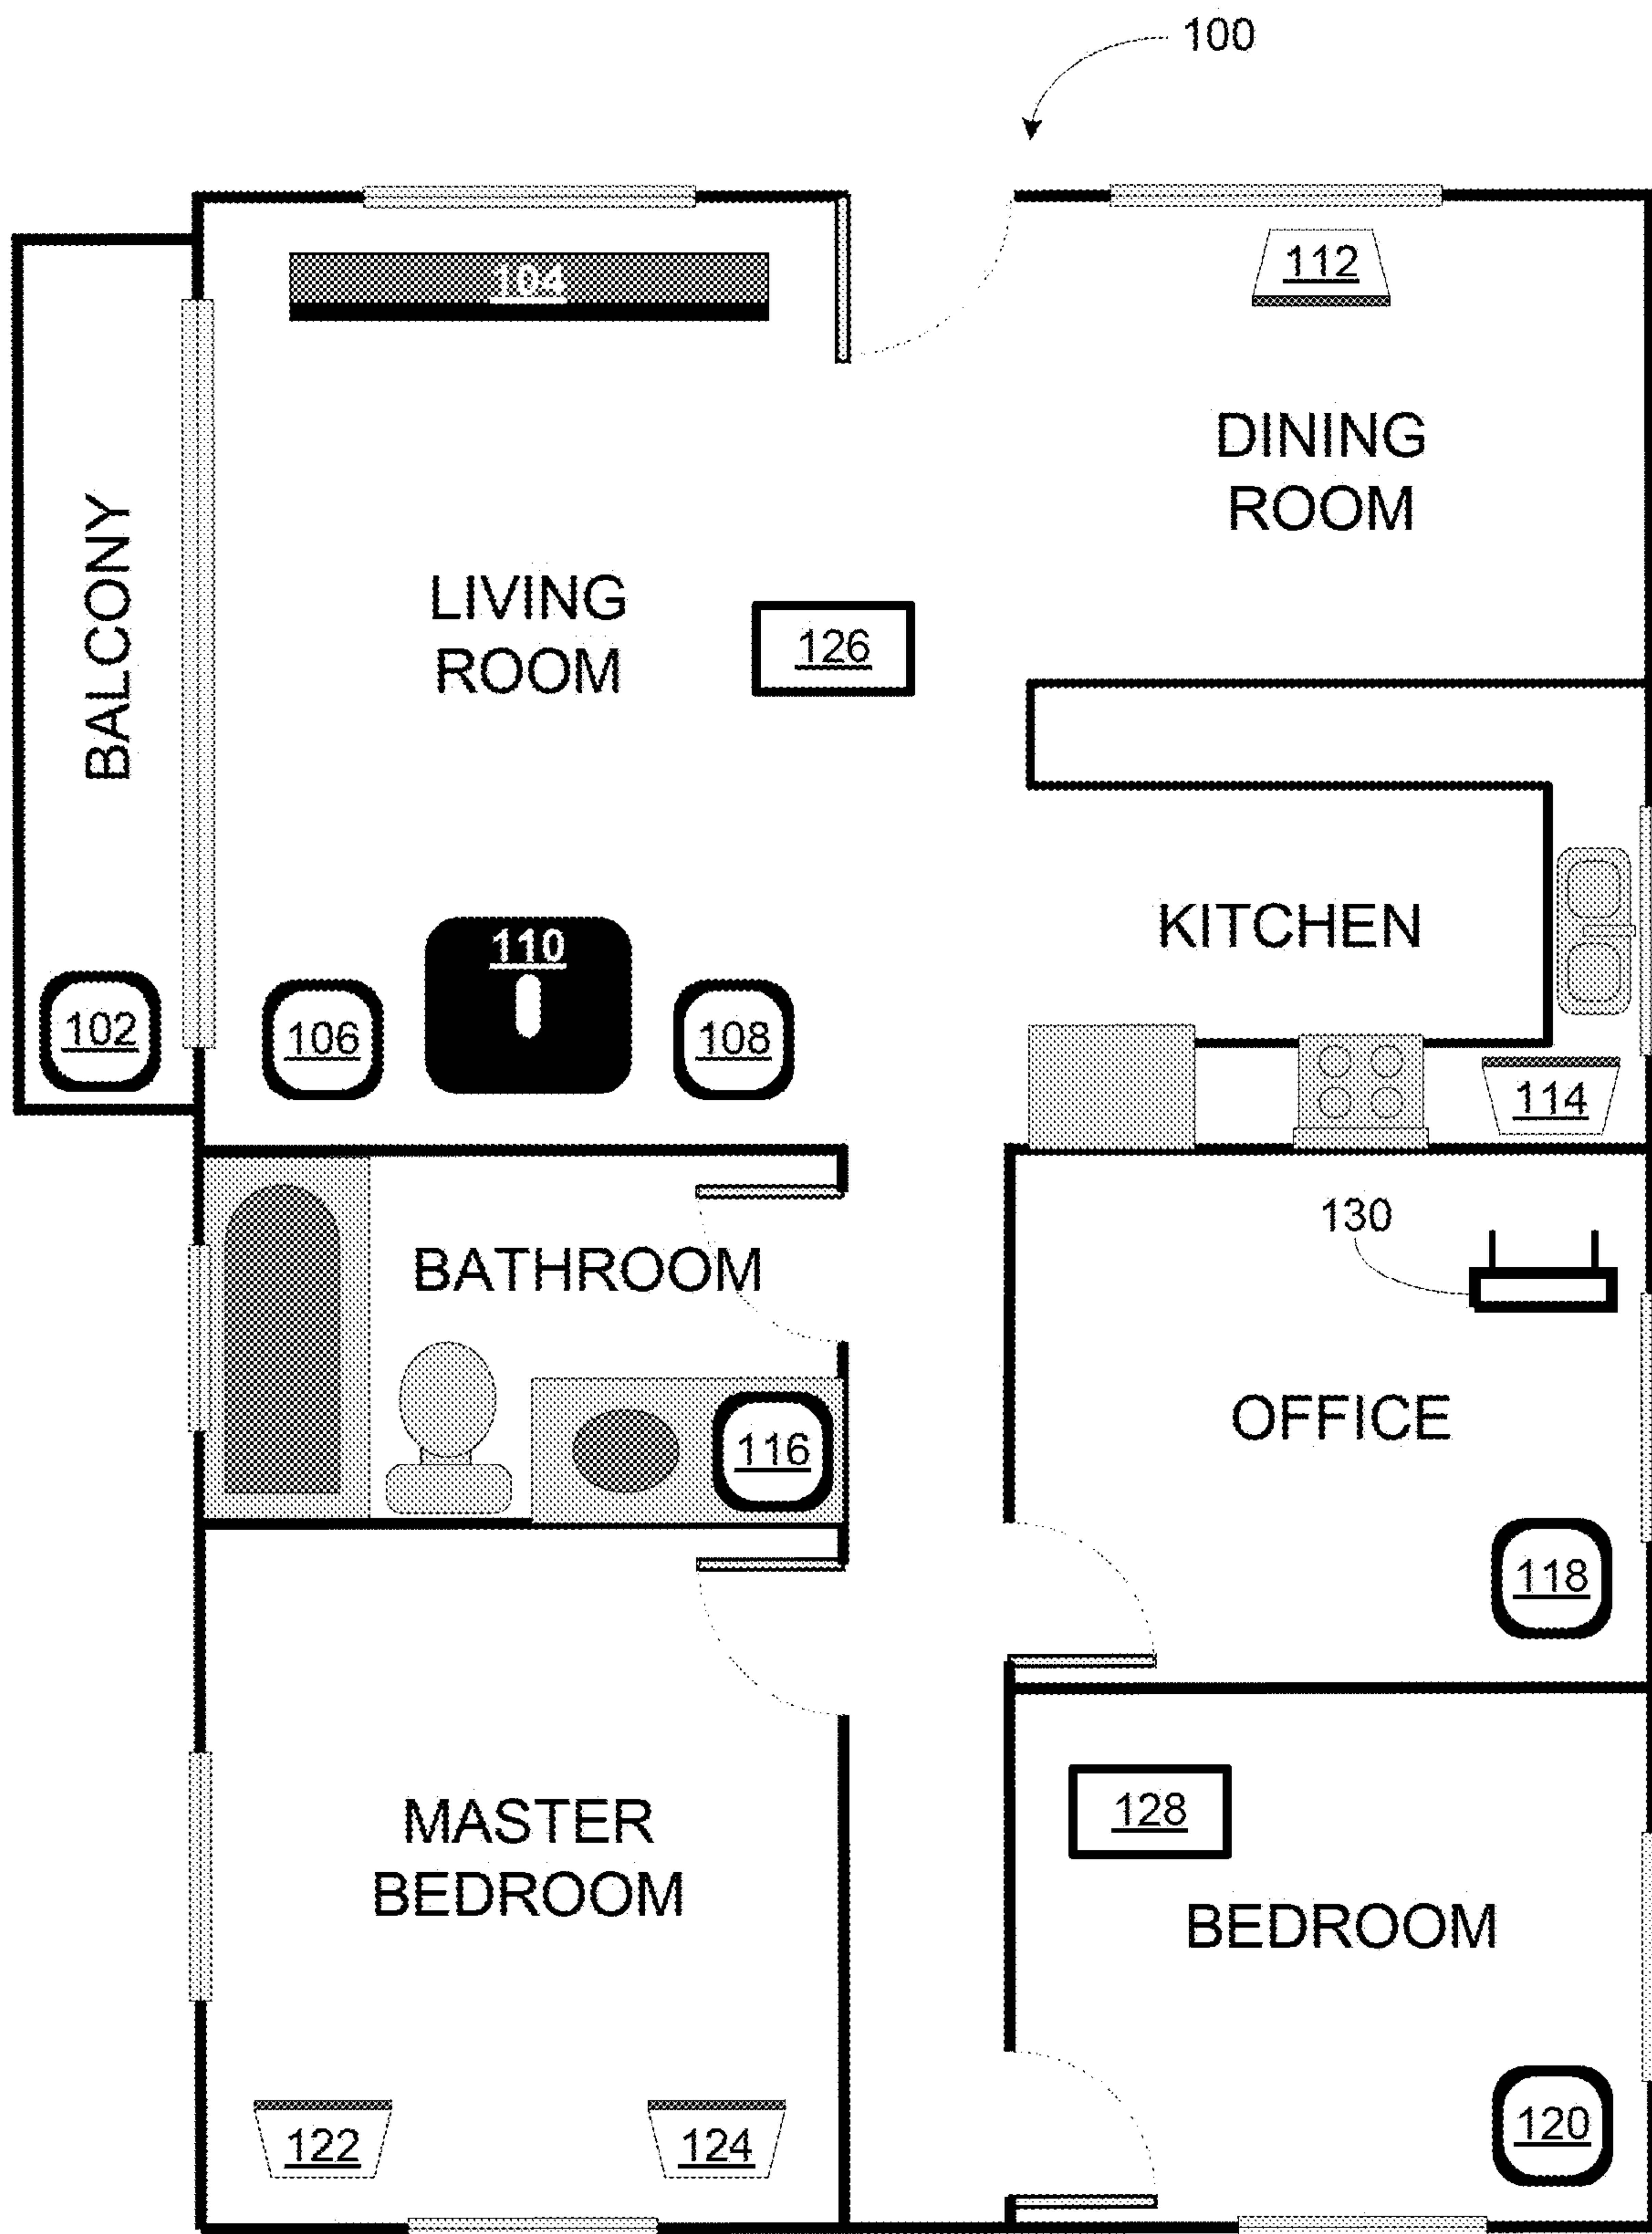 100
104
112
DINING
ROOM
BALCONY
LIVING
ROOM
126
KITCHEN
110
102
106
108
114
130
BATHROOM
OFFICE
116
118
128
MASTER
BEDROOM
BEDROOM
122
124
120